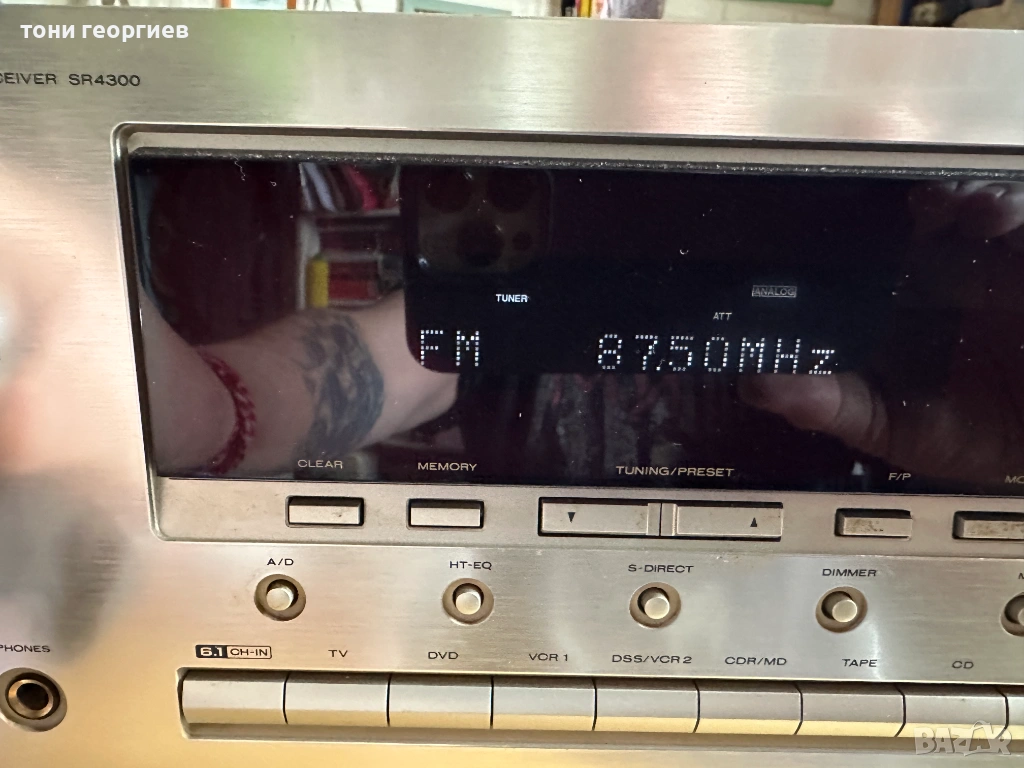 тони георгиев
CEIVER SR4300
TUNER
ANALOG
ATT
FM 87.50MHz
CLEAR MEMORY TUNING/PRESET F/P
A/D HT-EQ S-DIRECT DIMMER
PHONES
6.1 CH-IN TV DVD VCR 1 DSS/VCR 2 CDR/MD TAPE CD
BAZAR